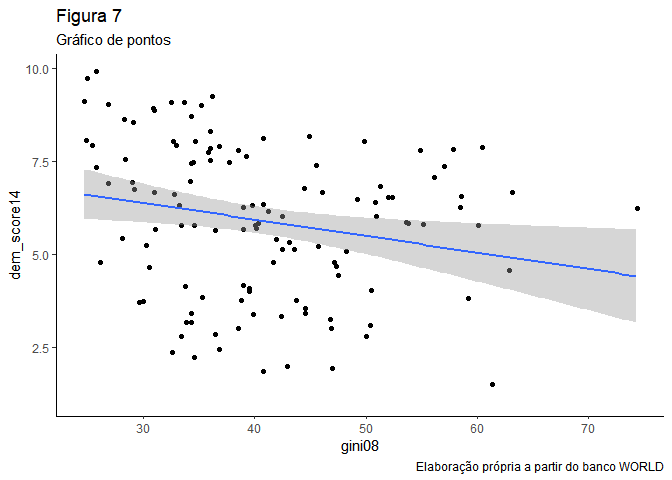 Figura 7
Gráfico de pontos
10.0
7.5
5.0
2.5
dem_score14
30 40 50 60 70
gini08
Elaboração própria a partir do banco WORLD